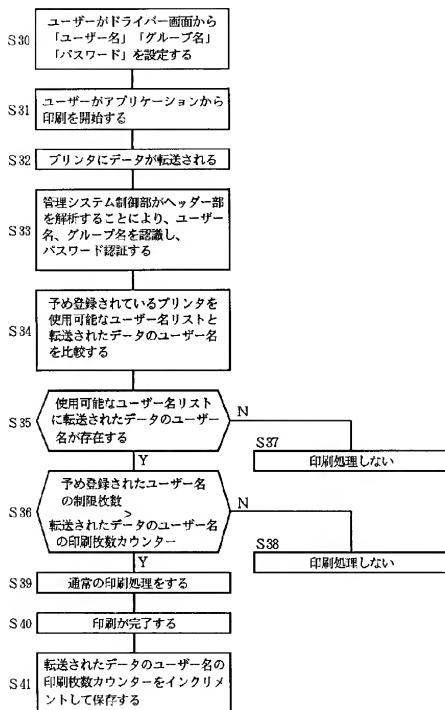 S30
ユーザーがドライバー画面から
「ユーザー名」「グループ名」
「パスワード」を設定する
S31
ユーザーがアプリケーションから
印刷を開始する
S32
プリンタにデータが転送される
S33
管理システム制御部がヘッダー部
を解析することにより、ユーザー
名、グループ名を認識し、
パスワード認証する
S34
予め登録されているプリンタを
使用可能なユーザー名リストと
転送されたデータのユーザー名
を比較する
S35
使用可能なユーザー名リスト
に転送されたデータのユーザー
名が存在する
N
S37
印刷処理しない
Y
S36
予め登録されたユーザー名
の制限枚数
>
転送されたデータのユーザー名
の印刷枚数カウンター
N
S38
印刷処理しない
Y
S39
通常の印刷処理をする
S40
印刷が完了する
S41
転送されたデータのユーザー名の
印刷枚数カウンターをインクリ
メントして保存する